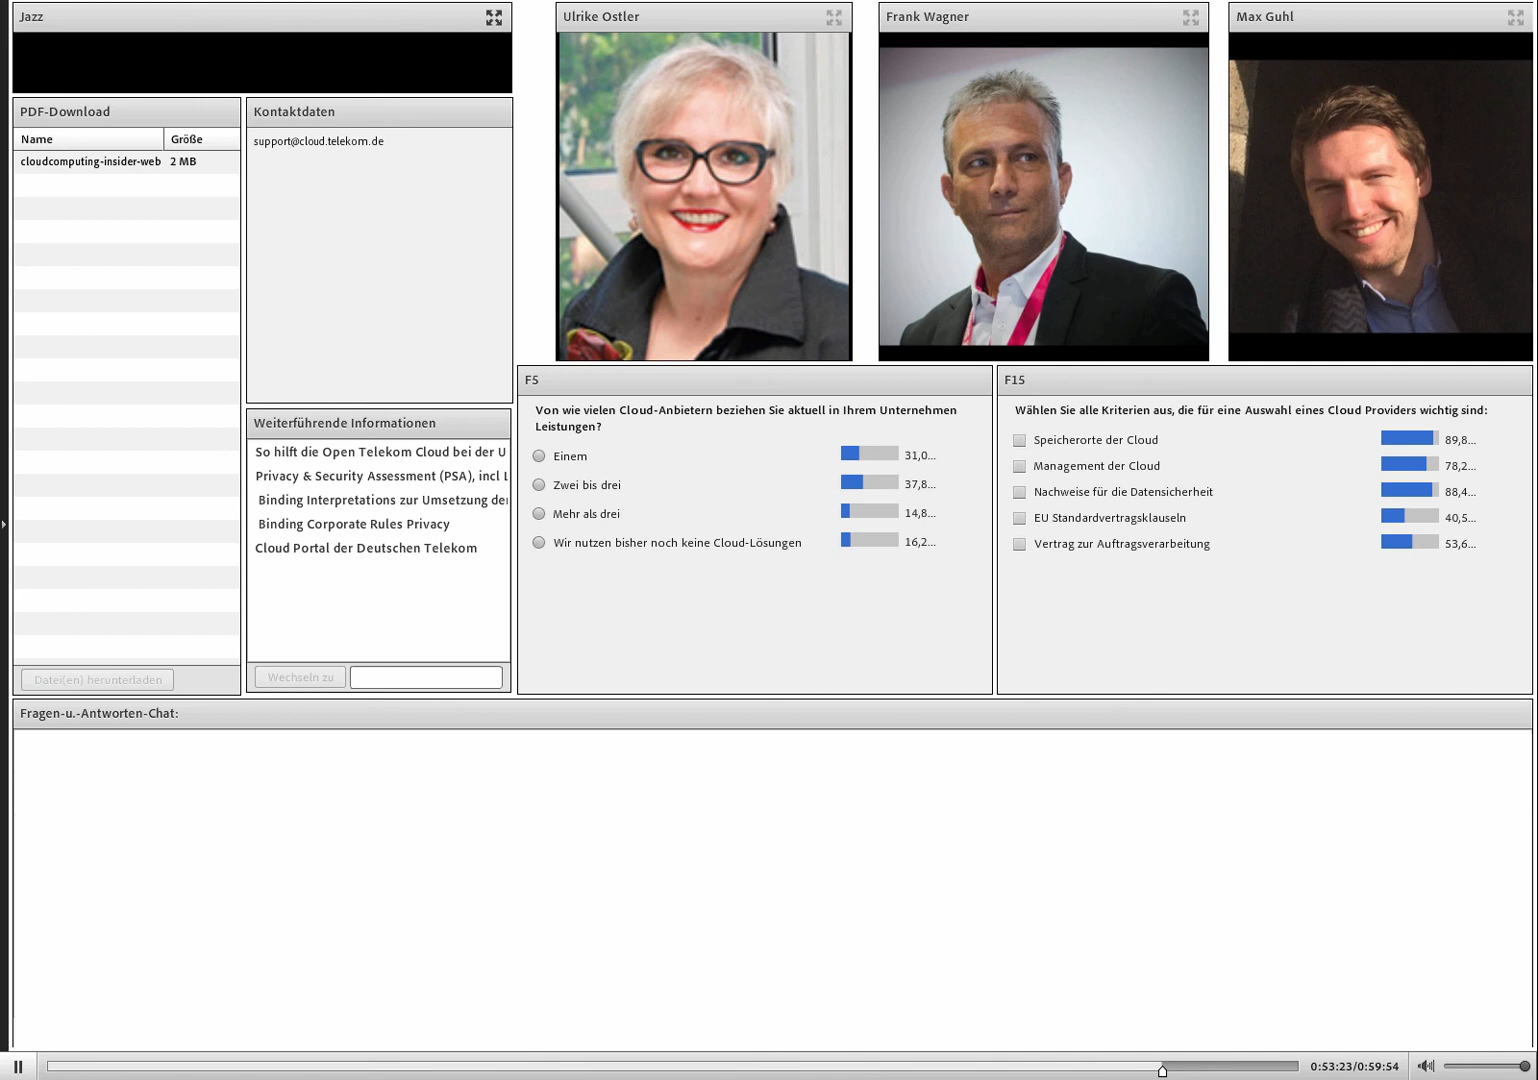 Jazz
Ulrike Ostler
Frank Wagner
Max Guhl
PDF-Download
Name
Größe
cloudcomputing-insider-web
2 MB
Kontaktdaten
support@cloud.telekom.de
Weiterführende Informationen
So hilft die Open Telekom Cloud bei der U
Privacy & Security Assessment (PSA), incl
Binding Interpretations zur Umsetzung der
Binding Corporate Rules Privacy
Cloud Portal der Deutschen Telekom
Datei(en) herunterladen
Wechseln zu
F5
Von wie vielen Cloud-Anbietern beziehen Sie aktuell in Ihrem Unternehmen
Leistungen?
Einem 31,0...
Zwei bis drei 37,8...
Mehr als drei 14,8...
Wir nutzen bisher noch keine Cloud-Lösungen 16,2...
F15
Wählen Sie alle Kriterien aus, die für eine Auswahl eines Cloud Providers wichtig sind:
Speicherorte der Cloud 89,8...
Management der Cloud 78,2...
Nachweise für die Datensicherheit 88,4...
EU Standardvertragsklauseln 40,5...
Vertrag zur Auftragsverarbeitung 53,6...
Fragen-u.-Antworten-Chat:
0:53:23/0:59:54